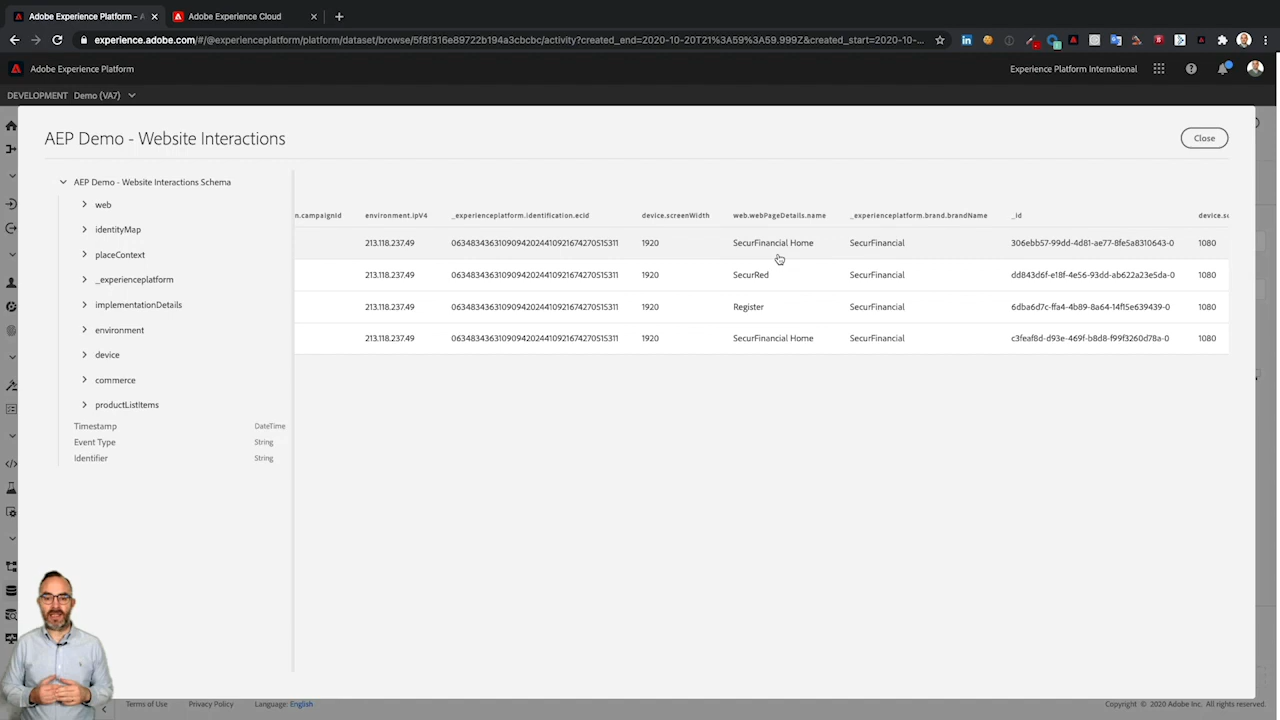 Adobe Experience Platform - A
Adobe Experience Cloud
experience.adobe.com/#/@experienceplatform/platform/dataset/browse/5f8f316e89722b194a3cbcbc/activity?created_end=2020-10-20T21%3A59%3A59.999Z&created_start=2020-10-...
Adobe Experience Platform
Experience Platform International
DEVELOPMENT Demo (VA7)
AEP Demo - Website Interactions
Close
AEP Demo - Website Interactions Schema
web
identityMap
placeContext
_experienceplatform
implementationDetails
environment
device
commerce
productListItems
Timestamp DateTime
Event Type String
Identifier String
n.campaignId environment.ipV4 _experienceplatform.identification.ecid device.screenWidth web.webPageDetails.name _experienceplatform.brand.brandName _id device.sc
213.118.237.49 06348343631090942024410921674270515311 1920 SecurFinancial Home SecurFinancial 306ebb57-99dd-4d81-ae77-8fe5a8310643-0 1080
213.118.237.49 06348343631090942024410921674270515311 1920 SecurRed SecurFinancial dd843d6f-e18f-4e56-93dd-ab622a23e5da-0 1080
213.118.237.49 06348343631090942024410921674270515311 1920 Register SecurFinancial 6dba6d7c-ffa4-4b89-8a64-14f15e639439-0 1080
213.118.237.49 06348343631090942024410921674270515311 1920 SecurFinancial Home SecurFinancial c3feaf8d-d93e-469f-b8d8-f99f3260d78a-0 1080
Terms of Use Privacy Policy Language: English
Copyright © 2020 Adobe Inc. All rights reserved.